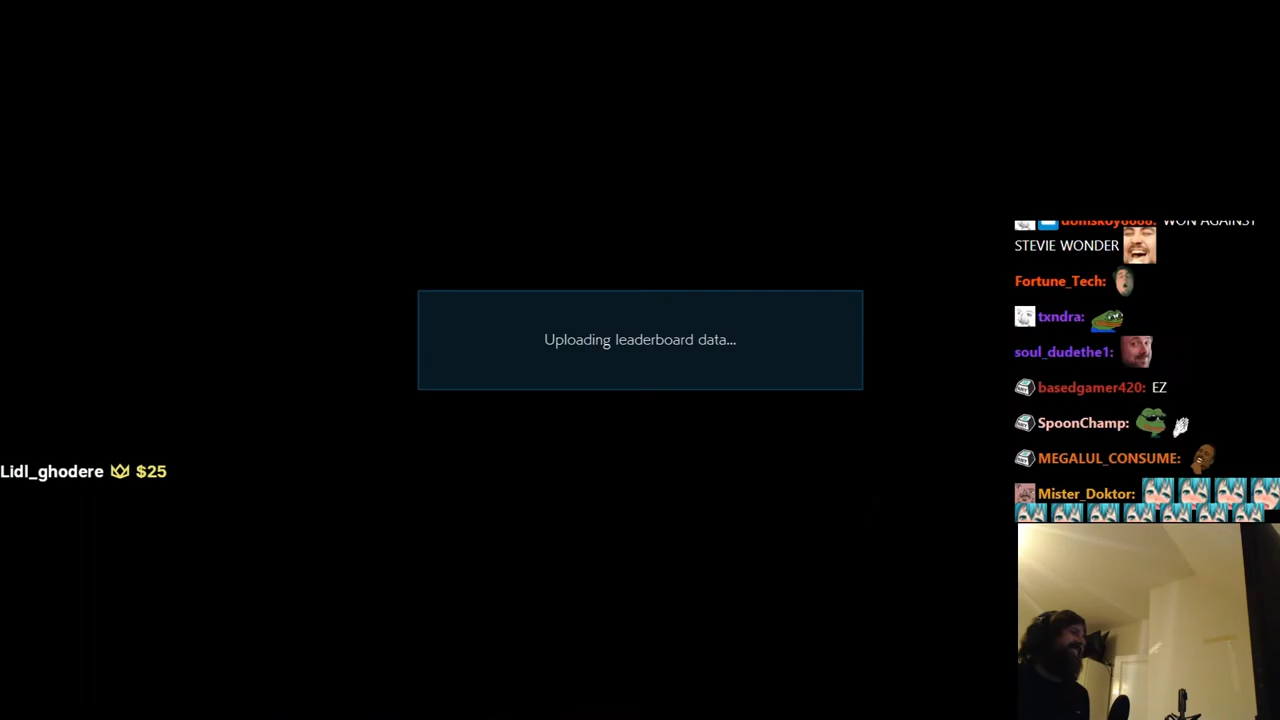 WON AGAINST
STEVIE WONDER
Fortune_Tech:
txndra:
Uploading leaderboard data...
soul_dudethe1:
basedgamer420: EZ
SpoonChamp:
MEGALUL_CONSUME:
Lidl_ghodere $25
Mister_Doktor: